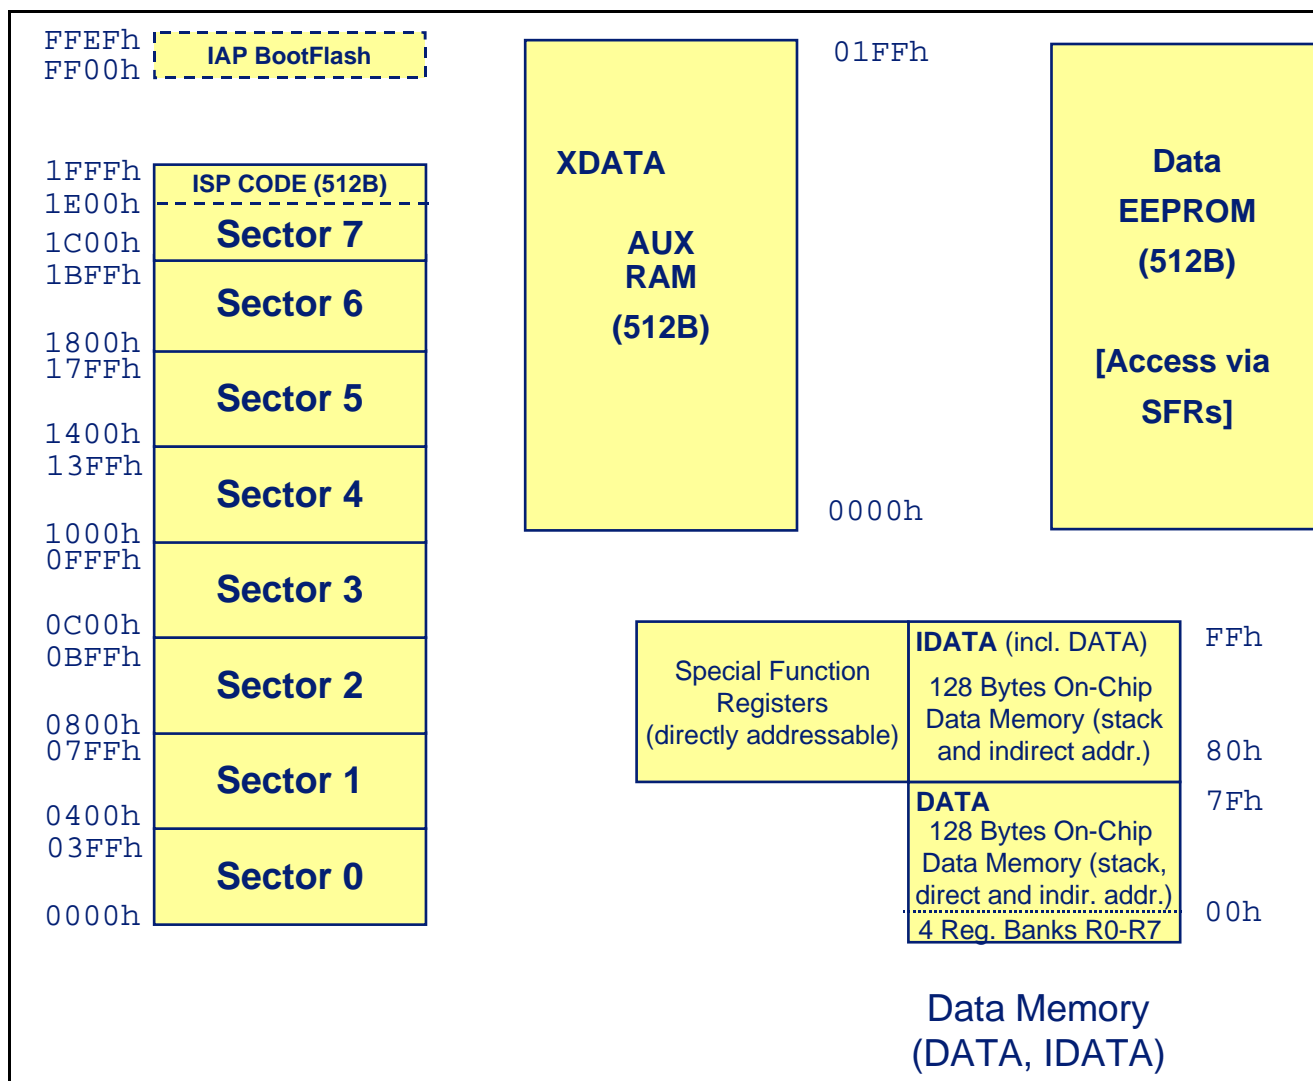 FFEFh
FF00h
IAP BootFlash
1FFFh
1E00h
1C00h
1BFFh
1800h
17FFh
1400h
13FFh
1000h
0FFFh
0C00h
0BFFh
0800h
07FFh
0400h
03FFh
0000h
ISP CODE (512B)
Sector 7
Sector 6
Sector 5
Sector 4
Sector 3
Sector 2
Sector 1
Sector 0
XDATA
AUX
RAM
(512B)
01FFh
0000h
Data
EEPROM
(512B)
[Access via
SFRs]
Special Function
Registers
(directly addressable)
IDATA (incl. DATA)
128 Bytes On-Chip
Data Memory (stack
and indirect addr.)
DATA
128 Bytes On-Chip
Data Memory (stack,
direct and indir. addr.)
4 Reg. Banks R0-R7
FFh
80h
7Fh
00h
Data Memory
(DATA, IDATA)